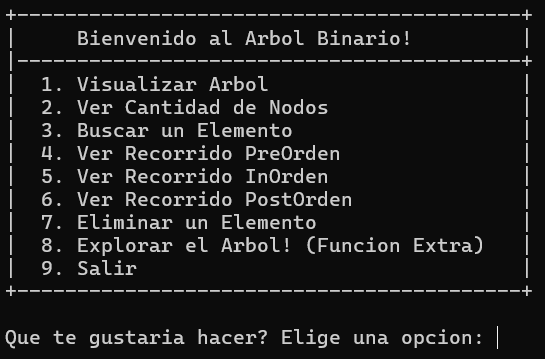 Bienvenido al Arbol Binario!
1. Visualizar Arbol
2. Ver Cantidad de Nodos
3. Buscar un Elemento
4. Ver Recorrido PreOrden
5. Ver Recorrido InOrden
6. Ver Recorrido PostOrden
7. Eliminar un Elemento
8. Explorar el Arbol! (Funcion Extra)
9. Salir
Que te gustaria hacer? Elige una opcion: